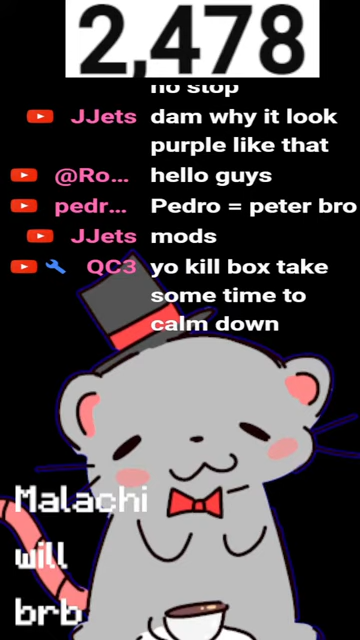 2,478
no stop
JJets dam why it look
purple like that
@Ro... hello guys
pedr... Pedro = peter bro
JJets mods
QC3 yo kill box take
some time to
calm down
Malachi
will
brb